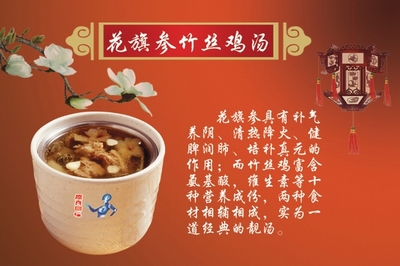 花旗参竹丝鸡汤
花旗参具有补气
养阴、清热降火、健
脾润肺、培补真元的
作用；而竹丝鸡富含
氨基酸，维生素等十
种营养成份，两种食
材相辅相成，实为一
道经典的靓汤。